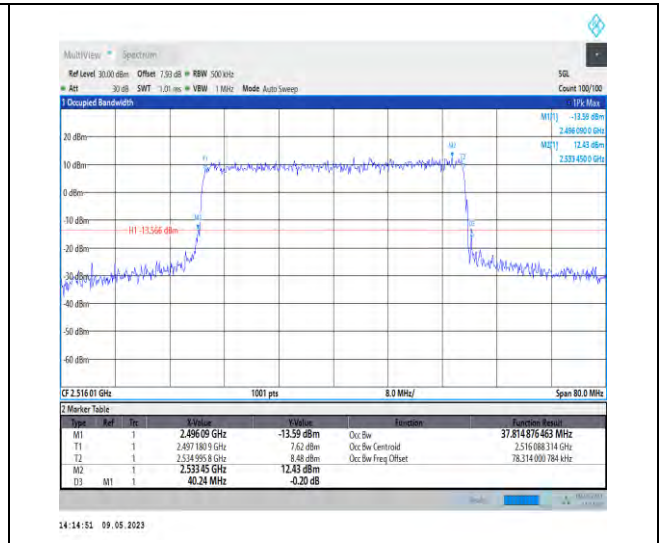 MultiView Spectrum
Ref Level 30.00 dBm Offset 7.93 dB RBW 500 kHz SGL
Att 30 dB SWT 1.01 ms VBW 1 MHz Mode Auto Sweep Count 100/100
1 Occupied Bandwidth 1Pk Max
M1[1] -13.59 dBm
2.496 090 0 GHz
M2[1] 12.43 dBm
2.533 450 0 GHz
20 dBm
M2
T1
T2
10 dBm
0 dBm
-10 dBm
M1
D3
H1 -13.566 dBm
-20 dBm
-30 dBm
-40 dBm
-50 dBm
-60 dBm
CF 2.516 01 GHz 1001 pts 8.0 MHz/ Span 80.0 MHz
2 Marker Table
Type Ref Trc X-Value Y-Value Function Function Result
M1 1 2.496 09 GHz -13.59 dBm Occ Bw 37.814 876 463 MHz
T1 1 2.497 180 9 GHz 7.62 dBm Occ Bw Centroid 2.516 088 314 GHz
T2 1 2.534 995 8 GHz 8.48 dBm Occ Bw Freq Offset 78.314 000 784 kHz
M2 1 2.533 45 GHz 12.43 dBm
D3 M1 1 40.24 MHz -0.20 dB
14:14:51 09.05.2023